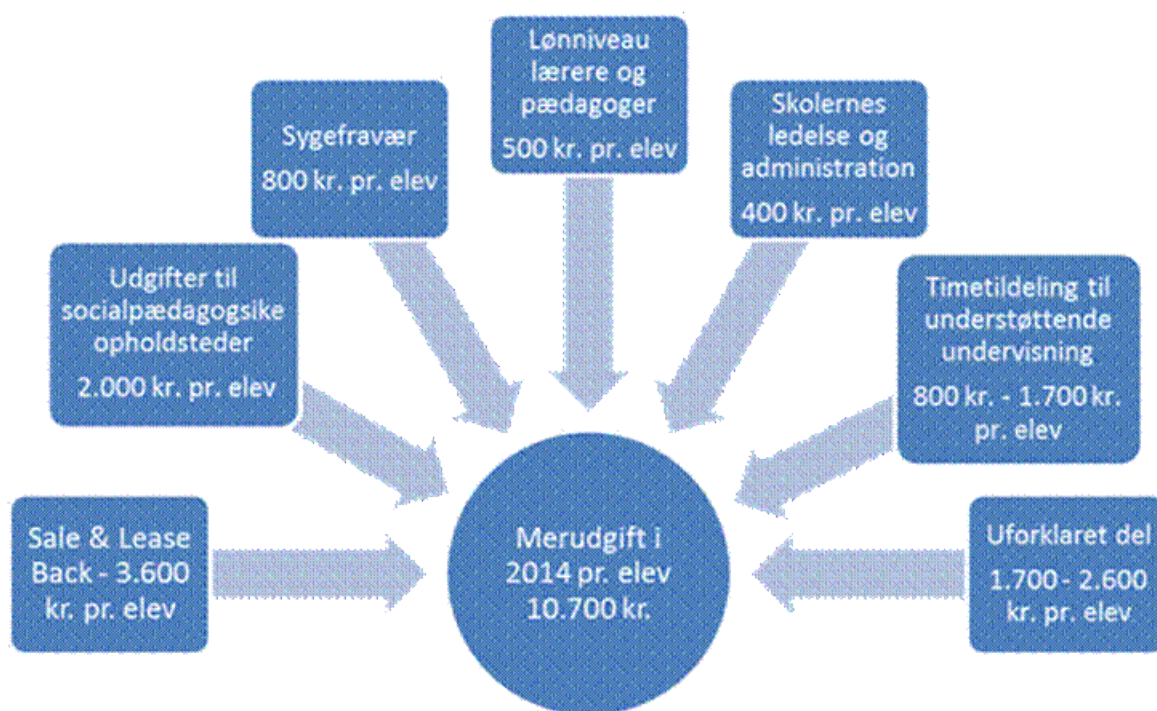 Sale & Lease
Back - 3.600
kr. pr. elev
Udgifter til
socialpædagogsike
opholdsteder
2.000 kr. pr. elev
Sygefravær
800 kr. pr. elev
Lønniveau
lærere og
pædagoger
500 kr. pr. elev
Skolernes
ledelse og
administration
400 kr. pr. elev
Timetildeling til
understøttende
undervisning
800 kr. - 1.700 kr.
pr. elev
Uforklaret del
1.700 - 2.600
kr. pr. elev
Merudgift i
2014 pr. elev
10.700 kr.